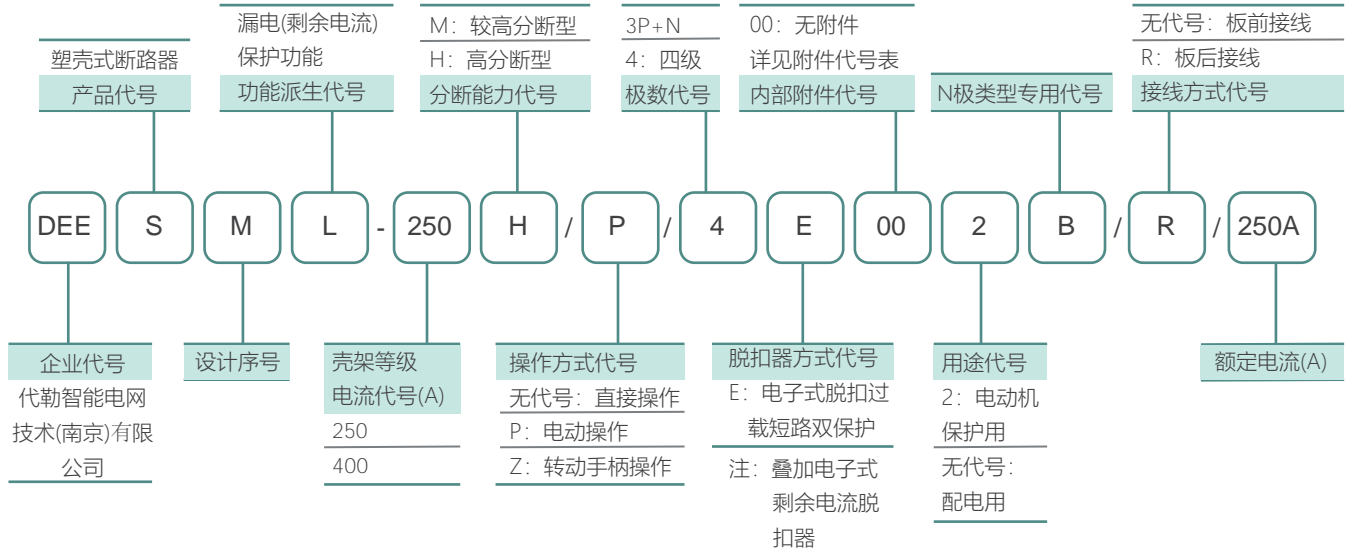 塑壳式断路器
产品代号
漏电(剩余电流)
保护功能
功能派生代号
M：较高分断型
H：高分断型
分断能力代号
3P+N
4：四级
极数代号
00：无附件
详见附件代号表
内部附件代号
N极类型专用代号
无代号：板前接线
R：板后接线
接线方式代号
DEE S M L - 250 H / P / 4 E 00 2 B / R / 250A
企业代号
代勒智能电网
技术(南京)有限
公司
设计序号
壳架等级
电流代号(A)
250
400
操作方式代号
无代号：直接操作
P：电动操作
Z：转动手柄操作
脱扣器方式代号
E：电子式脱扣过
载短路双保护
注：叠加电子式
剩余电流脱
扣器
用途代号
2：电动机
保护用
无代号：
配电用
额定电流(A)